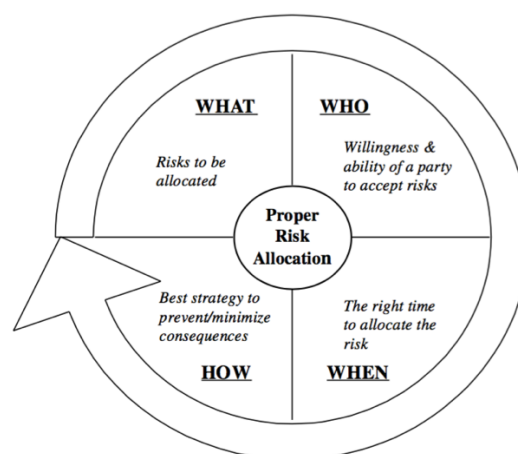 WHAT
Risks to be
allocated
WHO
Willingness &
ability of a party
to accept risks
Proper
Risk
Allocation
Best strategy to
prevent/minimize
consequences
HOW
The right time
to allocate the
risk
WHEN